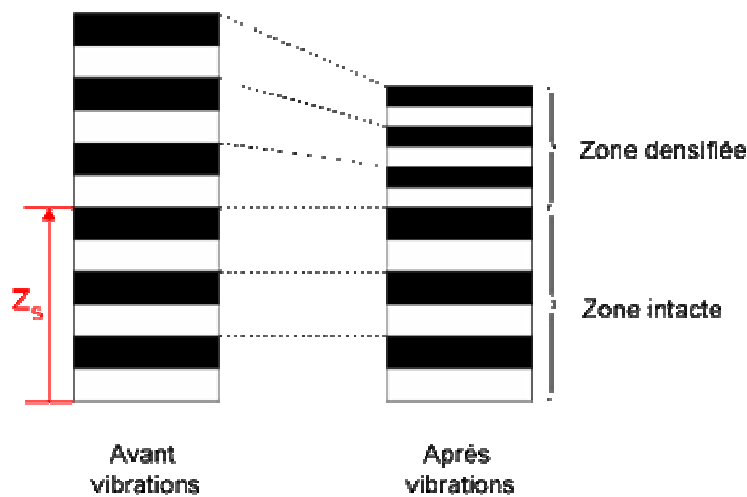 Zone densifiée
Zs
Zone intacte
Avant
vibrations
Après
vibrations